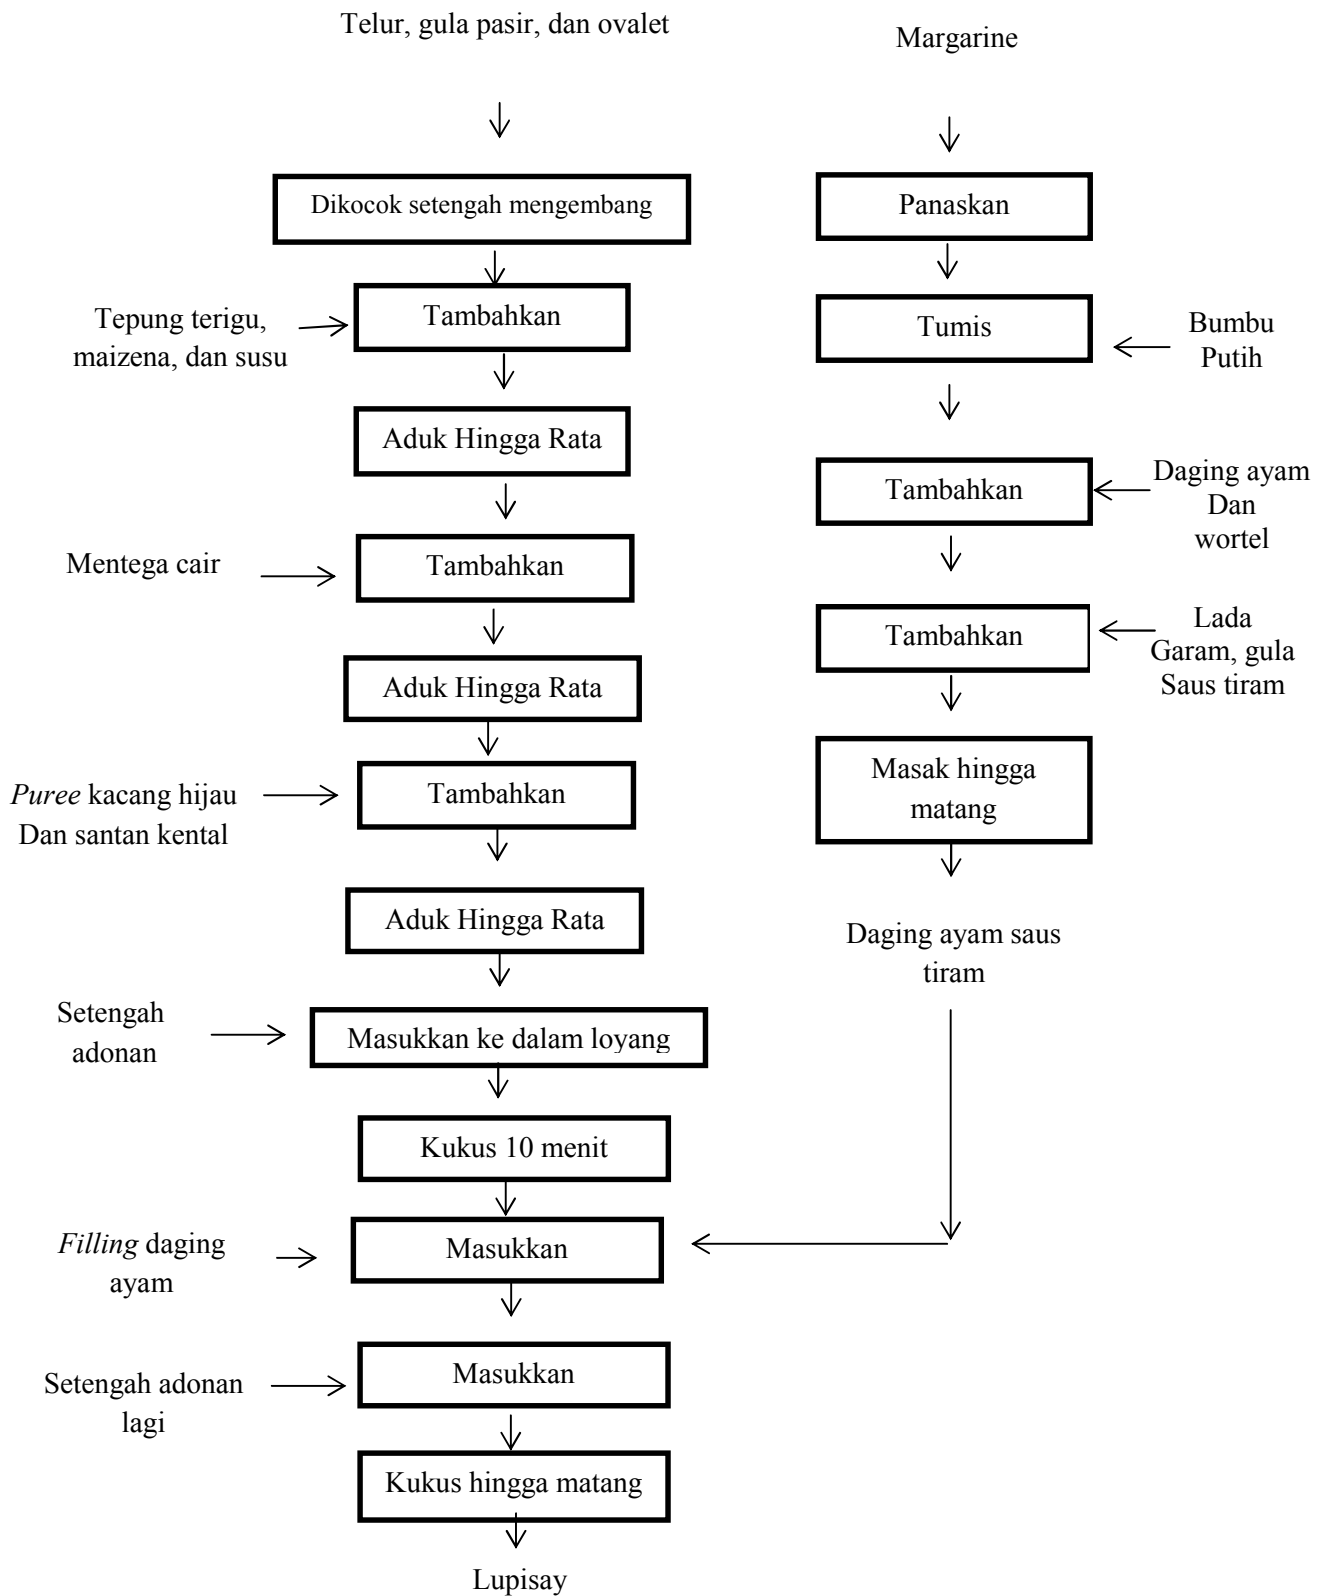 Telur, gula pasir, dan ovalet
Dikocok setengah mengembang
Tepung terigu,
maizena, dan susu
Tambahkan
Aduk Hingga Rata
Mentega cair
Tambahkan
Aduk Hingga Rata
Puree kacang hijau
Dan santan kental
Tambahkan
Aduk Hingga Rata
Setengah
adonan
Masukkan ke dalam loyang
Kukus 10 menit
Filling daging
ayam
Masukkan
Setengah adonan
lagi
Masukkan
Kukus hingga matang
Lupisay
Margarine
Panaskan
Tumis
Bumbu
Putih
Tambahkan
Daging ayam
Dan
wortel
Tambahkan
Lada
Garam, gula
Saus tiram
Masak hingga
matang
Daging ayam saus
tiram